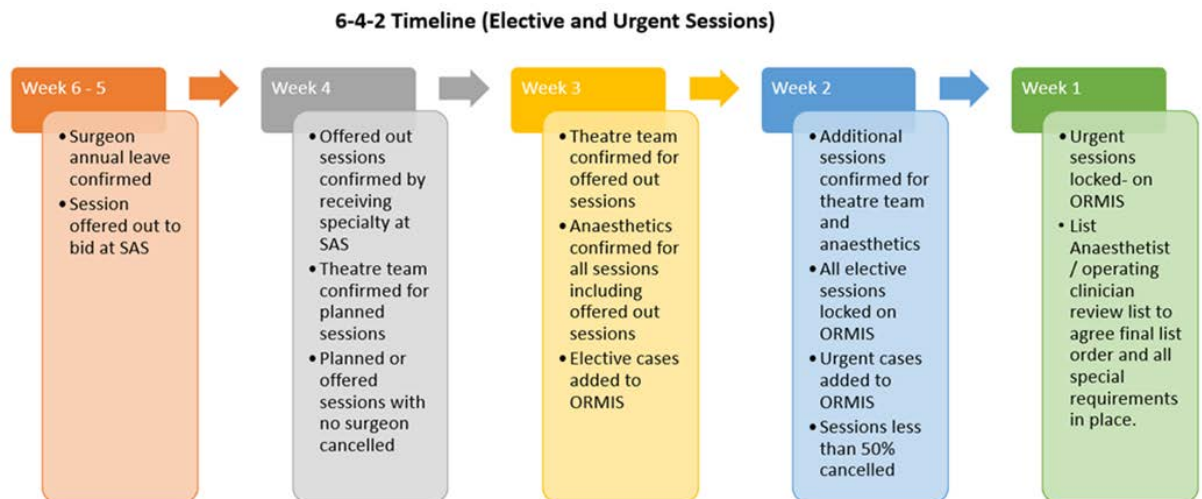 6-4-2 Timeline (Elective and Urgent Sessions)
Week 6 - 5
• Surgeon
annual leave
confirmed
• Session
offered out to
bid at SAS
Week 4
• Offered out
sessions
confirmed by
receiving
specialty at
SAS
• Theatre team
confirmed for
planned
sessions
• Planned or
offered
sessions with
no surgeon
cancelled
Week 3
• Theatre team
confirmed for
offered out
sessions
• Anaesthetics
confirmed for
all sessions
including
offered out
sessions
• Elective cases
added to
ORMIS
Week 2
• Additional
sessions
confirmed for
theatre team
and
anaesthetics
• All elective
sessions
locked on
ORMIS
• Urgent cases
added to
ORMIS
• Sessions less
than 50%
cancelled
Week 1
• Urgent
sessions
locked- on
ORMIS
• List
Anaesthetist
/ operating
clinician
review list to
agree final list
order and all
special
requirements
in place.